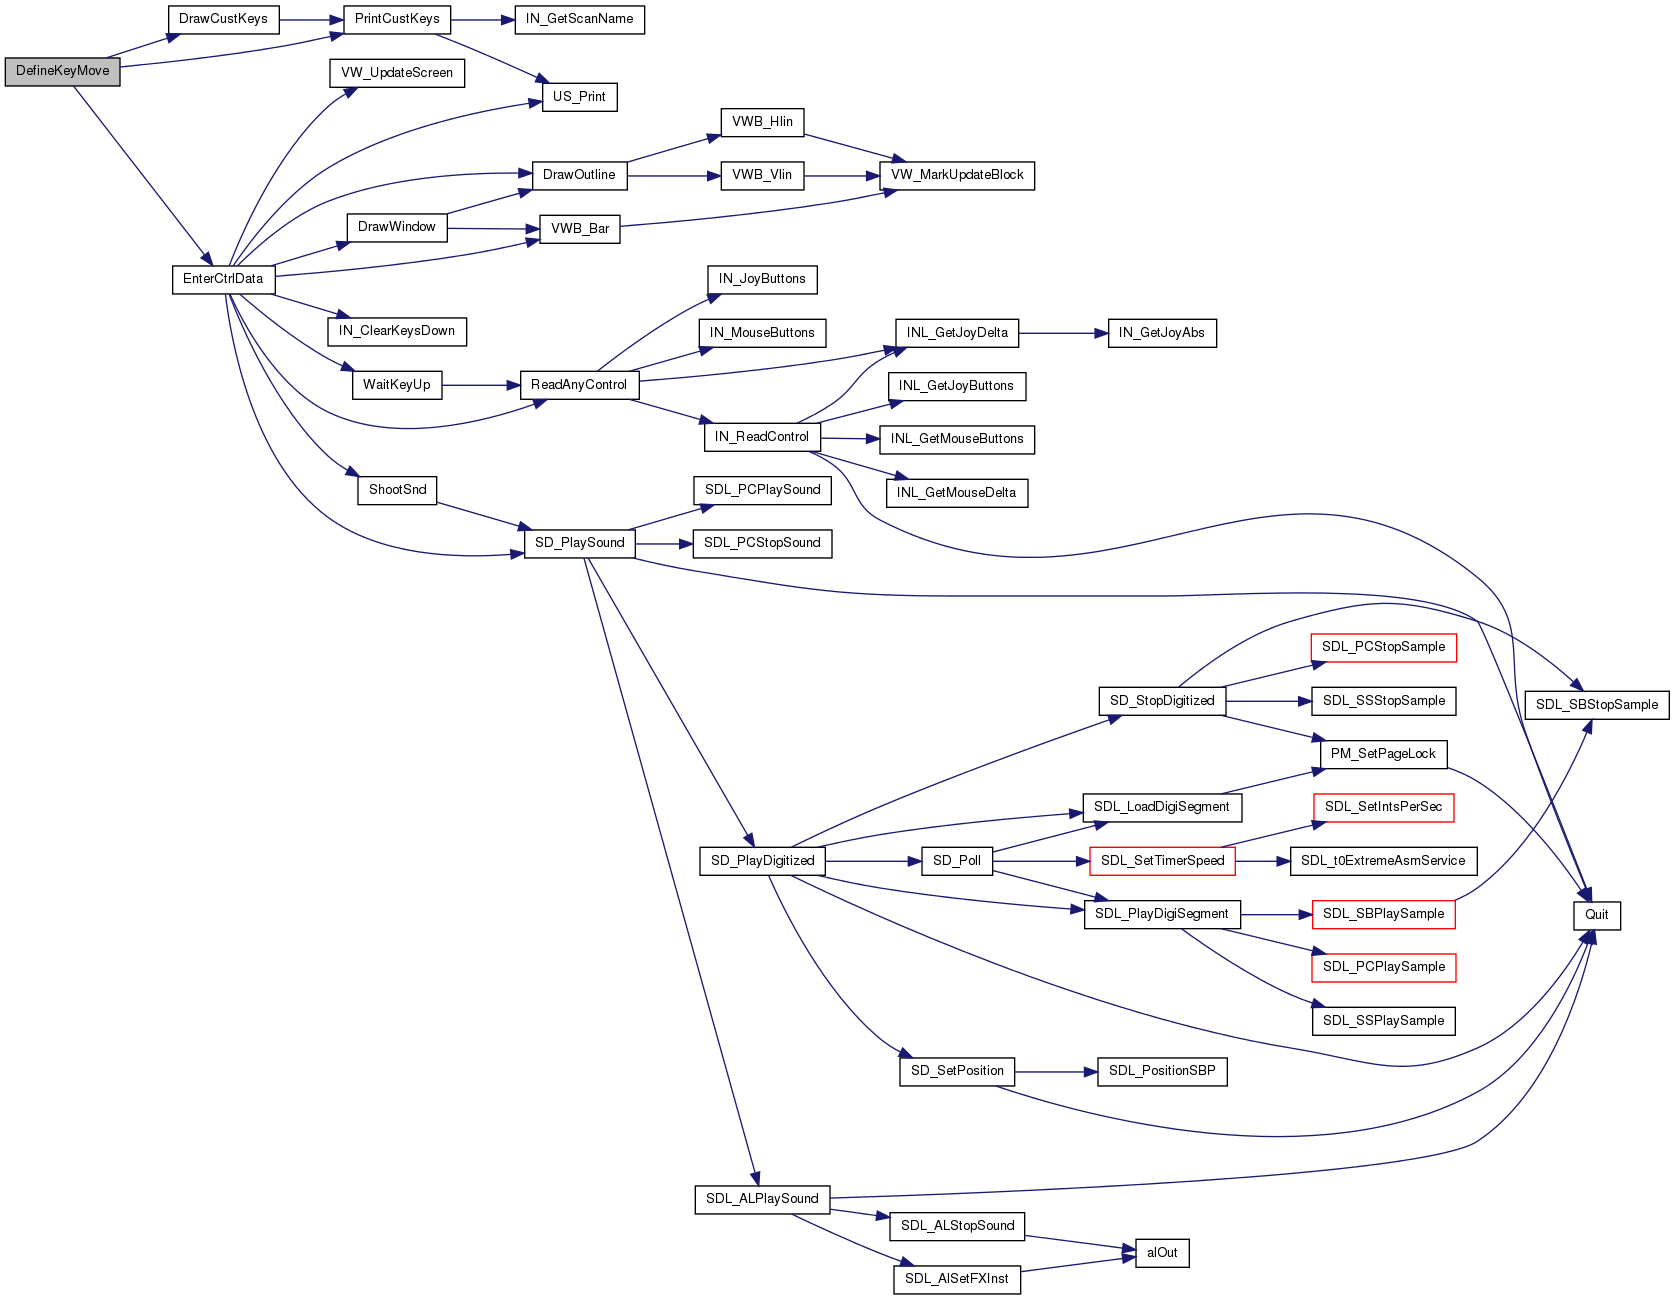 DrawCustKeys
PrintCustKeys
IN_GetScanName
DefineKeyMove
VW_UpdateScreen
US_Print
VWB_Hlin
DrawOutline
VWB_Vlin
VW_MarkUpdateBlock
DrawWindow
VWB_Bar
EnterCtrlData
IN_JoyButtons
IN_ClearKeysDown
IN_MouseButtons
INL_GetJoyDelta
IN_GetJoyAbs
WaitKeyUp
ReadAnyControl
INL_GetJoyButtons
IN_ReadControl
INL_GetMouseButtons
ShootSnd
SDL_PCPlaySound
INL_GetMouseDelta
SD_PlaySound
SDL_PCStopSound
SDL_PCStopSample
SD_StopDigitized
SDL_SSStopSample
SDL_SBStopSample
PM_SetPageLock
SDL_LoadDigiSegment
SDL_SetIntsPerSec
SD_PlayDigitized
SD_Poll
SDL_SetTimerSpeed
SDL_t0ExtremeAsmService
SDL_PlayDigiSegment
SDL_SBPlaySample
Quit
SDL_PCPlaySample
SDL_SSPlaySample
SD_SetPosition
SDL_PositionSBP
SDL_ALPlaySound
SDL_ALStopSound
alOut
SDL_AlSetFXInst